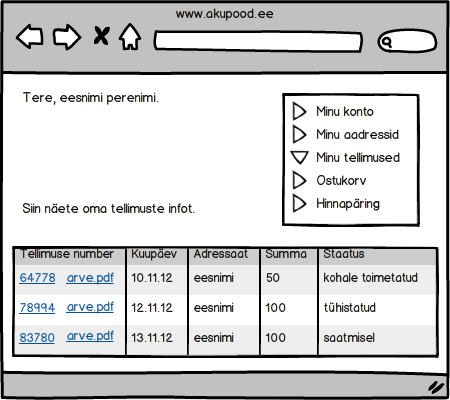 www.akupood.ee
Tere, eesnimi perenimi.
Minu konto
Minu aadressid
Minu tellimused
Ostukorv
Hinnapäring
Siin näete oma tellimuste infot.
Tellimuse number Kuupäev Adressaat Summa Staatus
64778 arve.pdf 10.11.12 eesnimi 50 kohale toimetatud
78994 arve.pdf 12.11.12 eesnimi 100 tühistatud
83780 arve.pdf 13.11.12 eesnimi 100 saatmisel